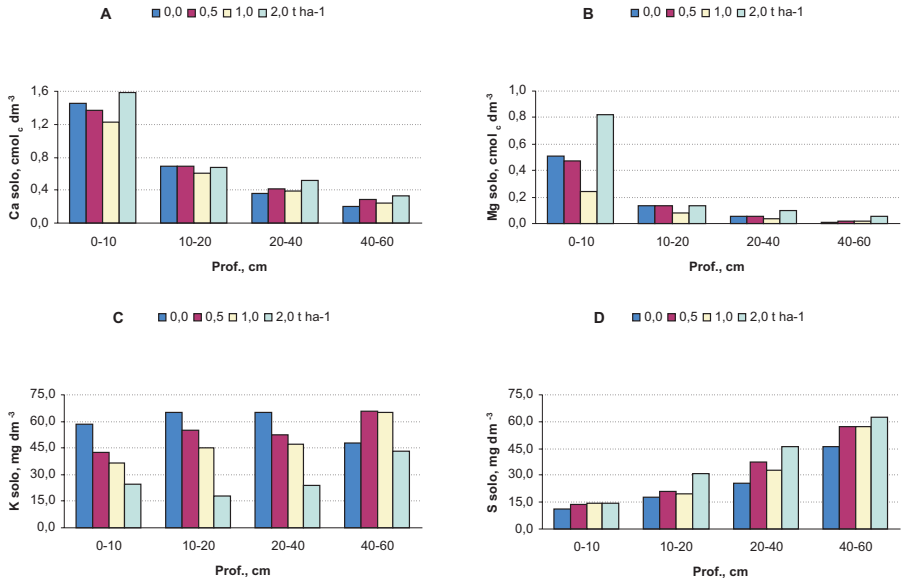 A
0,0 0,5 1,0 2,0 t ha-1
Ca solo, cmol c dm-3
1,6
1,2
0,8
0,4
0,0
0-10 10-20 20-40 40-60
Prof., cm
B
0,0 0,5 1,0 2,0 t ha-1
Mg solo, cmol c dm-3
1,0
0,8
0,6
0,4
0,2
0,0
0-10 10-20 20-40 40-60
Prof., cm
C 0,0 0,5 1,0 2,0 t ha-1
K solo, mg dm -3
75,0
60,0
45,0
30,0
15,0
0,0
0-10 10-20 20-40 40-60
Prof., cm
D 0,0 0,5 1,0 2,0 t ha-1
S solo, mg dm -3
75,0
60,0
45,0
30,0
15,0
0,0
0-10 10-20 20-40 40-60
Prof., cm